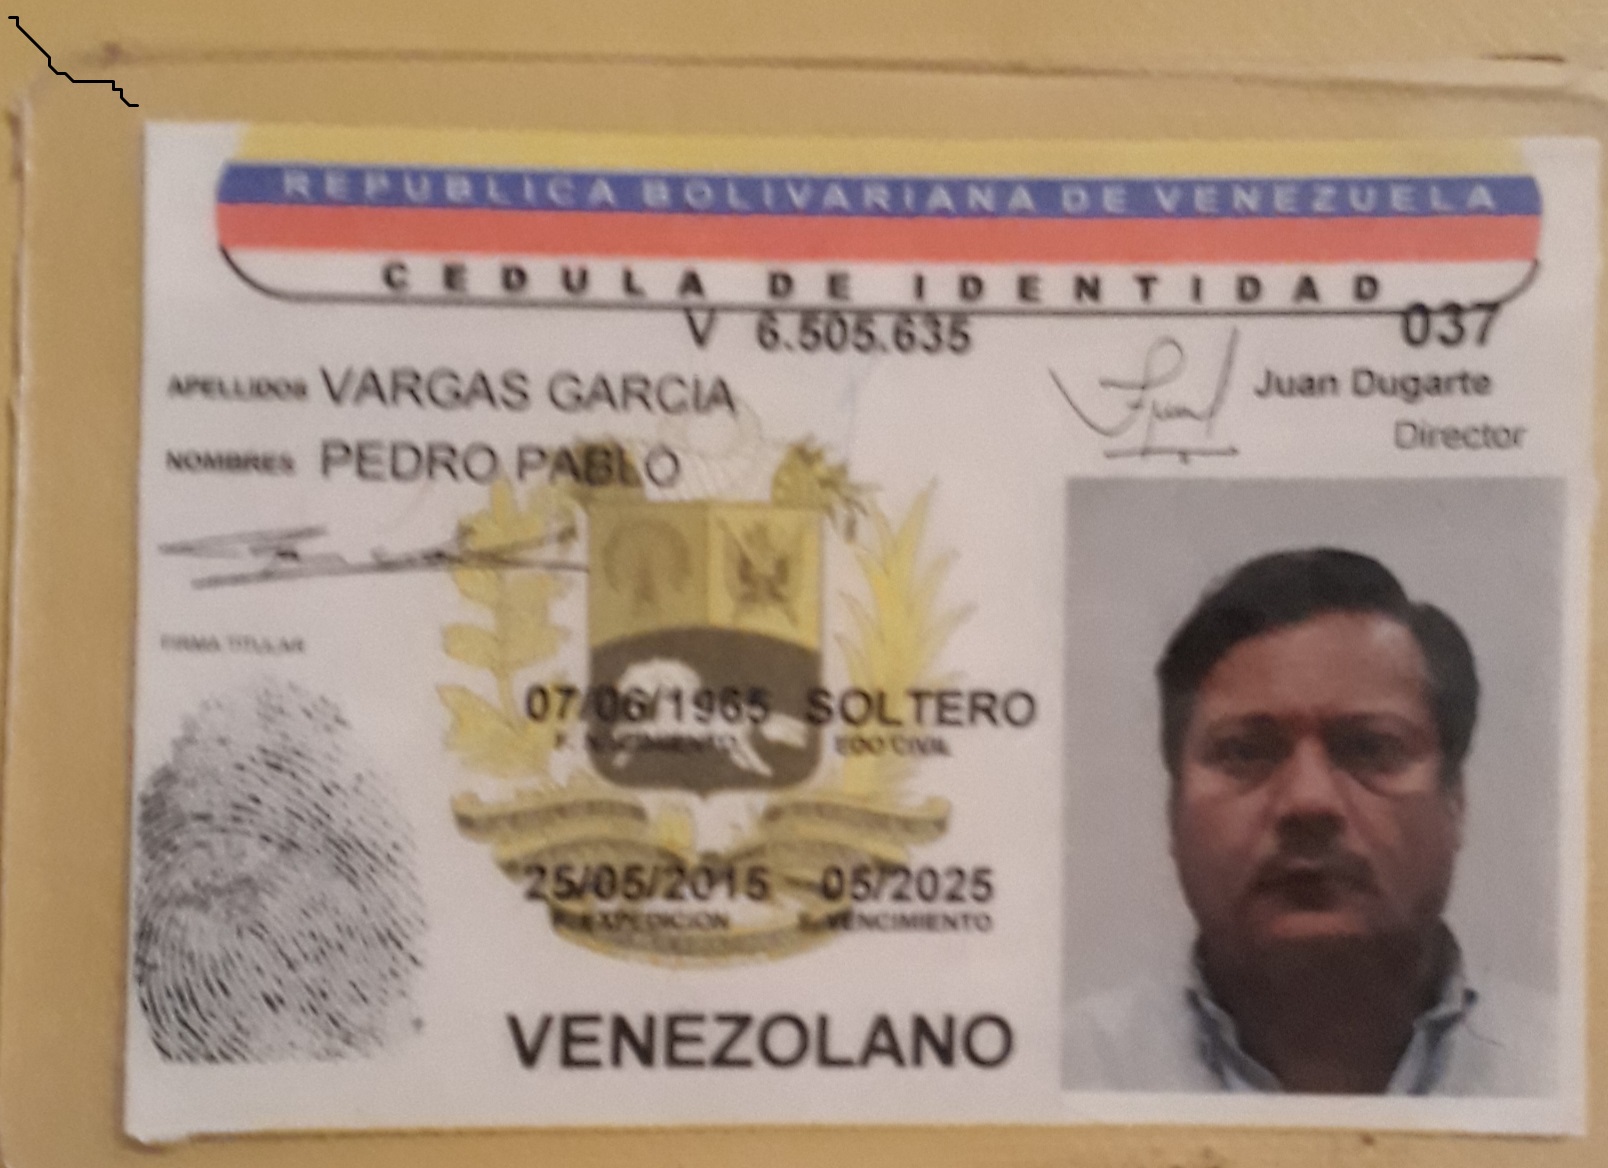 REPUBLICA BOLIVARIANA DE VENEZUELA
CEDULA DE IDENTIDAD
V 6.505.635
037
APELLIDOS VARGAS GARCIA
Juan Dugarte
Director
NOMBRES PEDRO PABLO
FIRMA TITULAR
07/06/1965 SOLTERO
F. NACIMIENTO EDO CIVIL
25/05/2015 05/2025
F. EXPEDICION F. VENCIMIENTO
VENEZOLANO